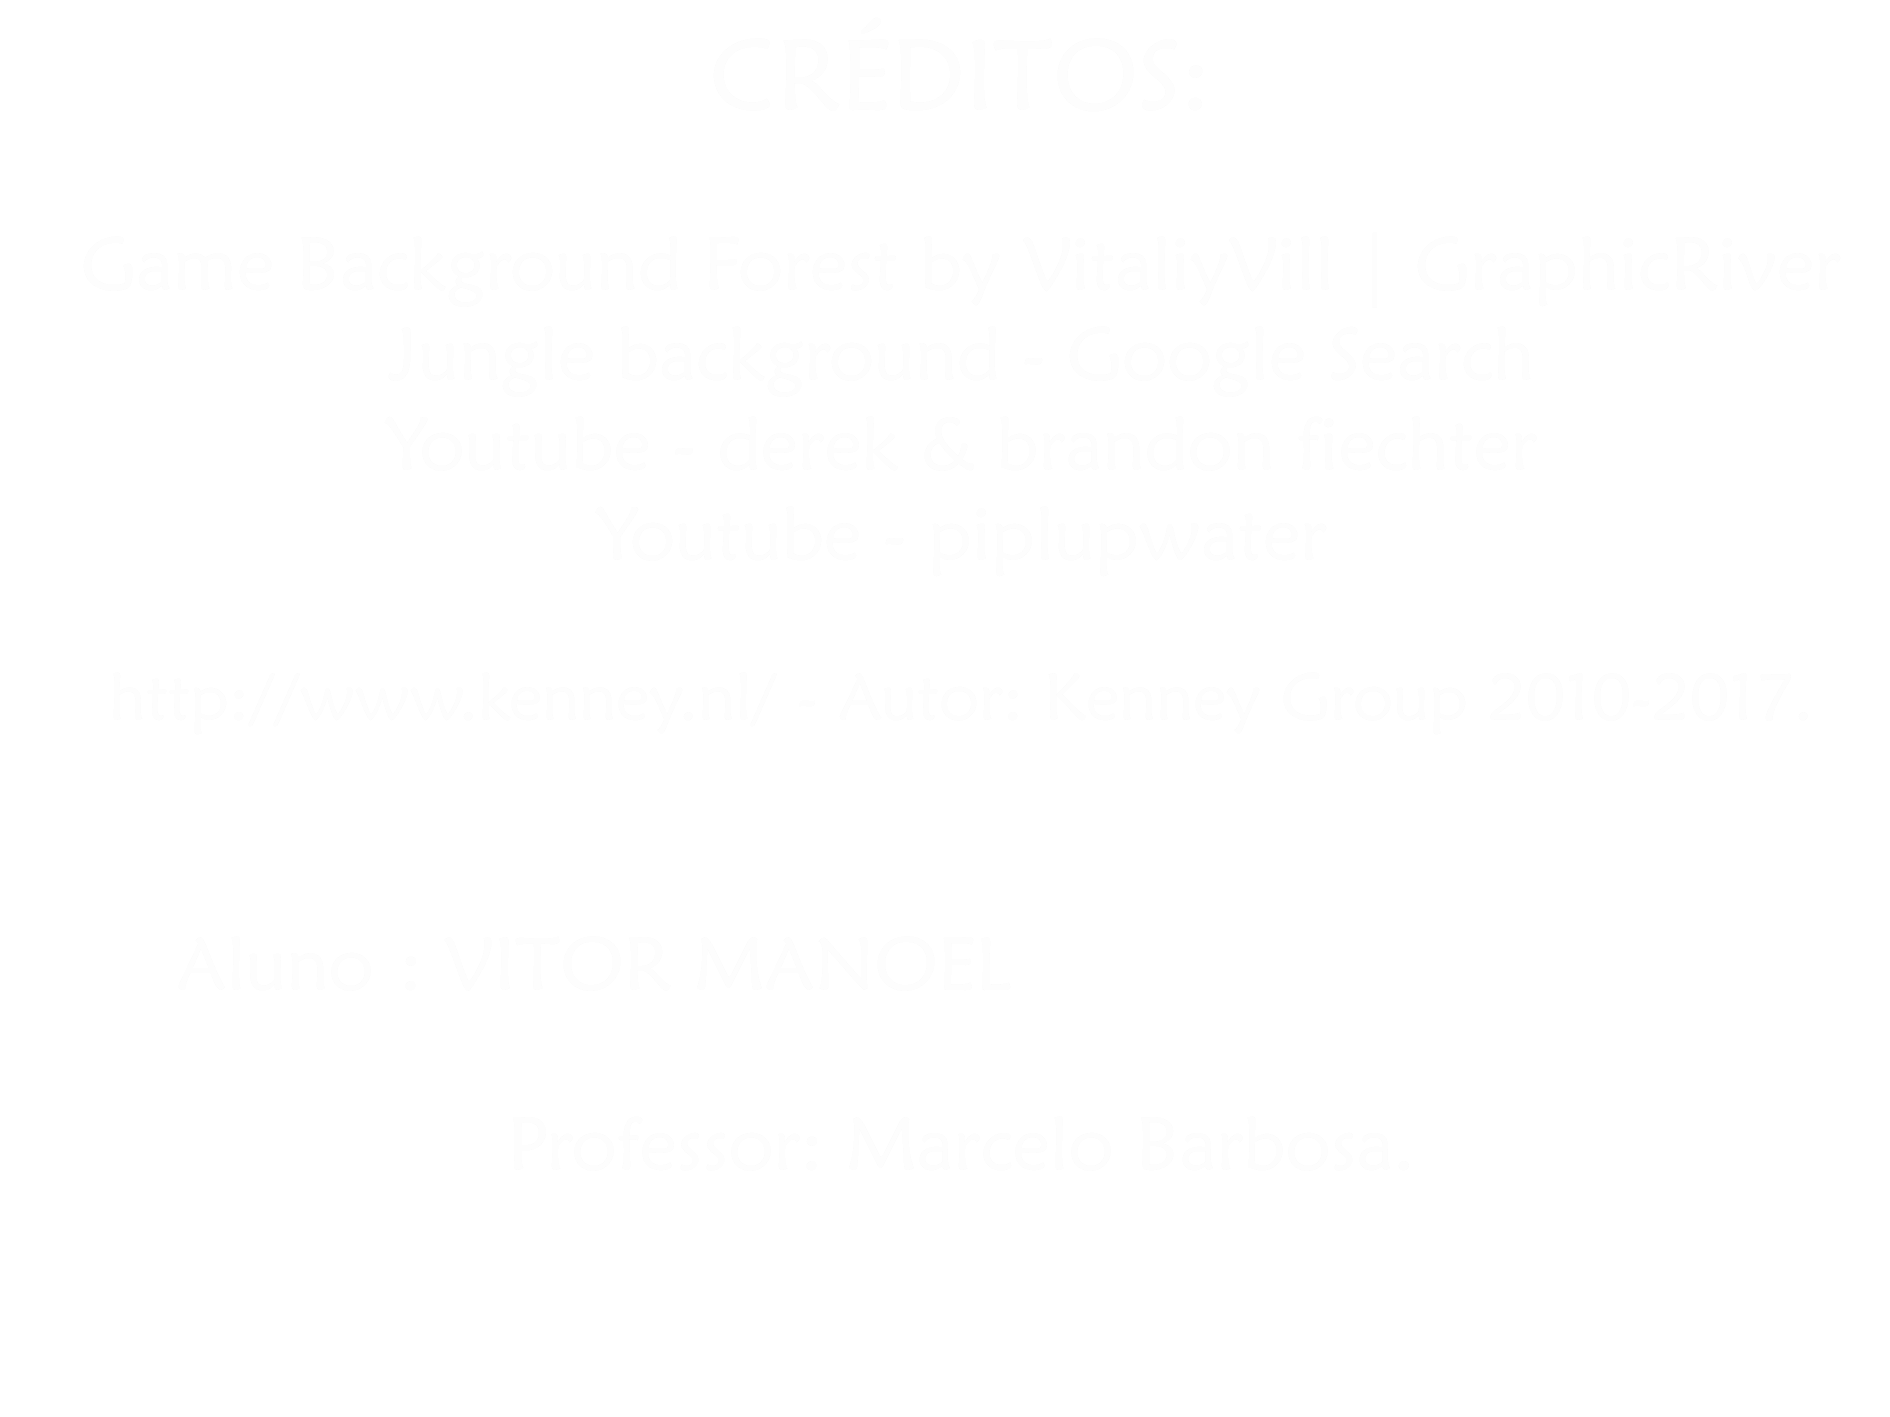 CRÉDITOS:
Game Background Forest by VitaliyVill | GraphicRiver
Jungle background - Google Search
Youtube - derek & brandon fiechter
Youtube - piplupwater
http://www.kenney.nl/ - Autor: Kenney Group 2010-2017.
Aluno : VITOR MANOEL
Professor: Marcelo Barbosa.